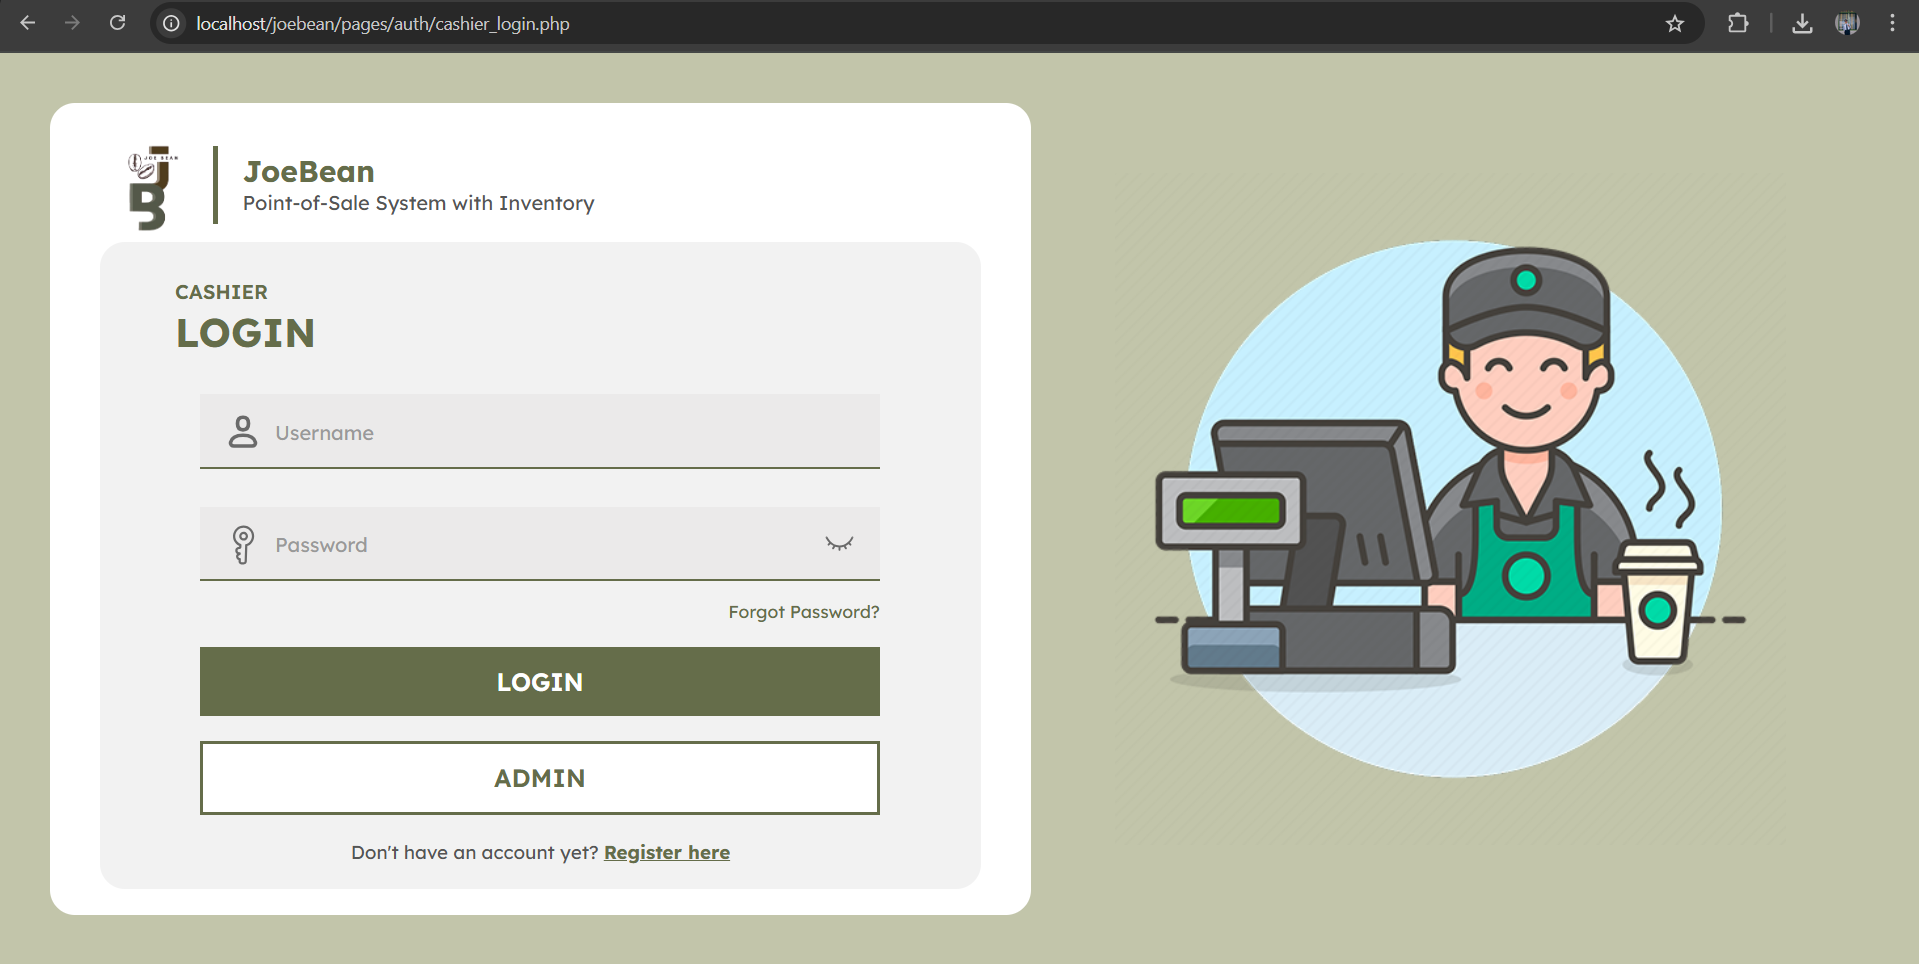 localhost/joebean/pages/auth/cashier_login.php
JOE BEAN
JB
JoeBean
Point-of-Sale System with Inventory
CASHIER
LOGIN
Username
Password
Forgot Password?
LOGIN
ADMIN
Don't have an account yet? Register here